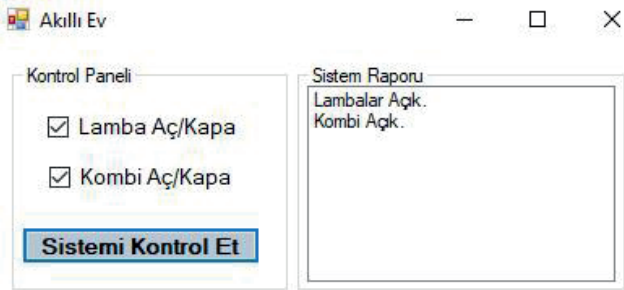 Akıllı Ev
Kontrol Paneli
Lamba Aç/Kapa
Kombi Aç/Kapa
Sistemi Kontrol Et
Sistem Raporu
Lambalar Açık.
Kombi Açık.